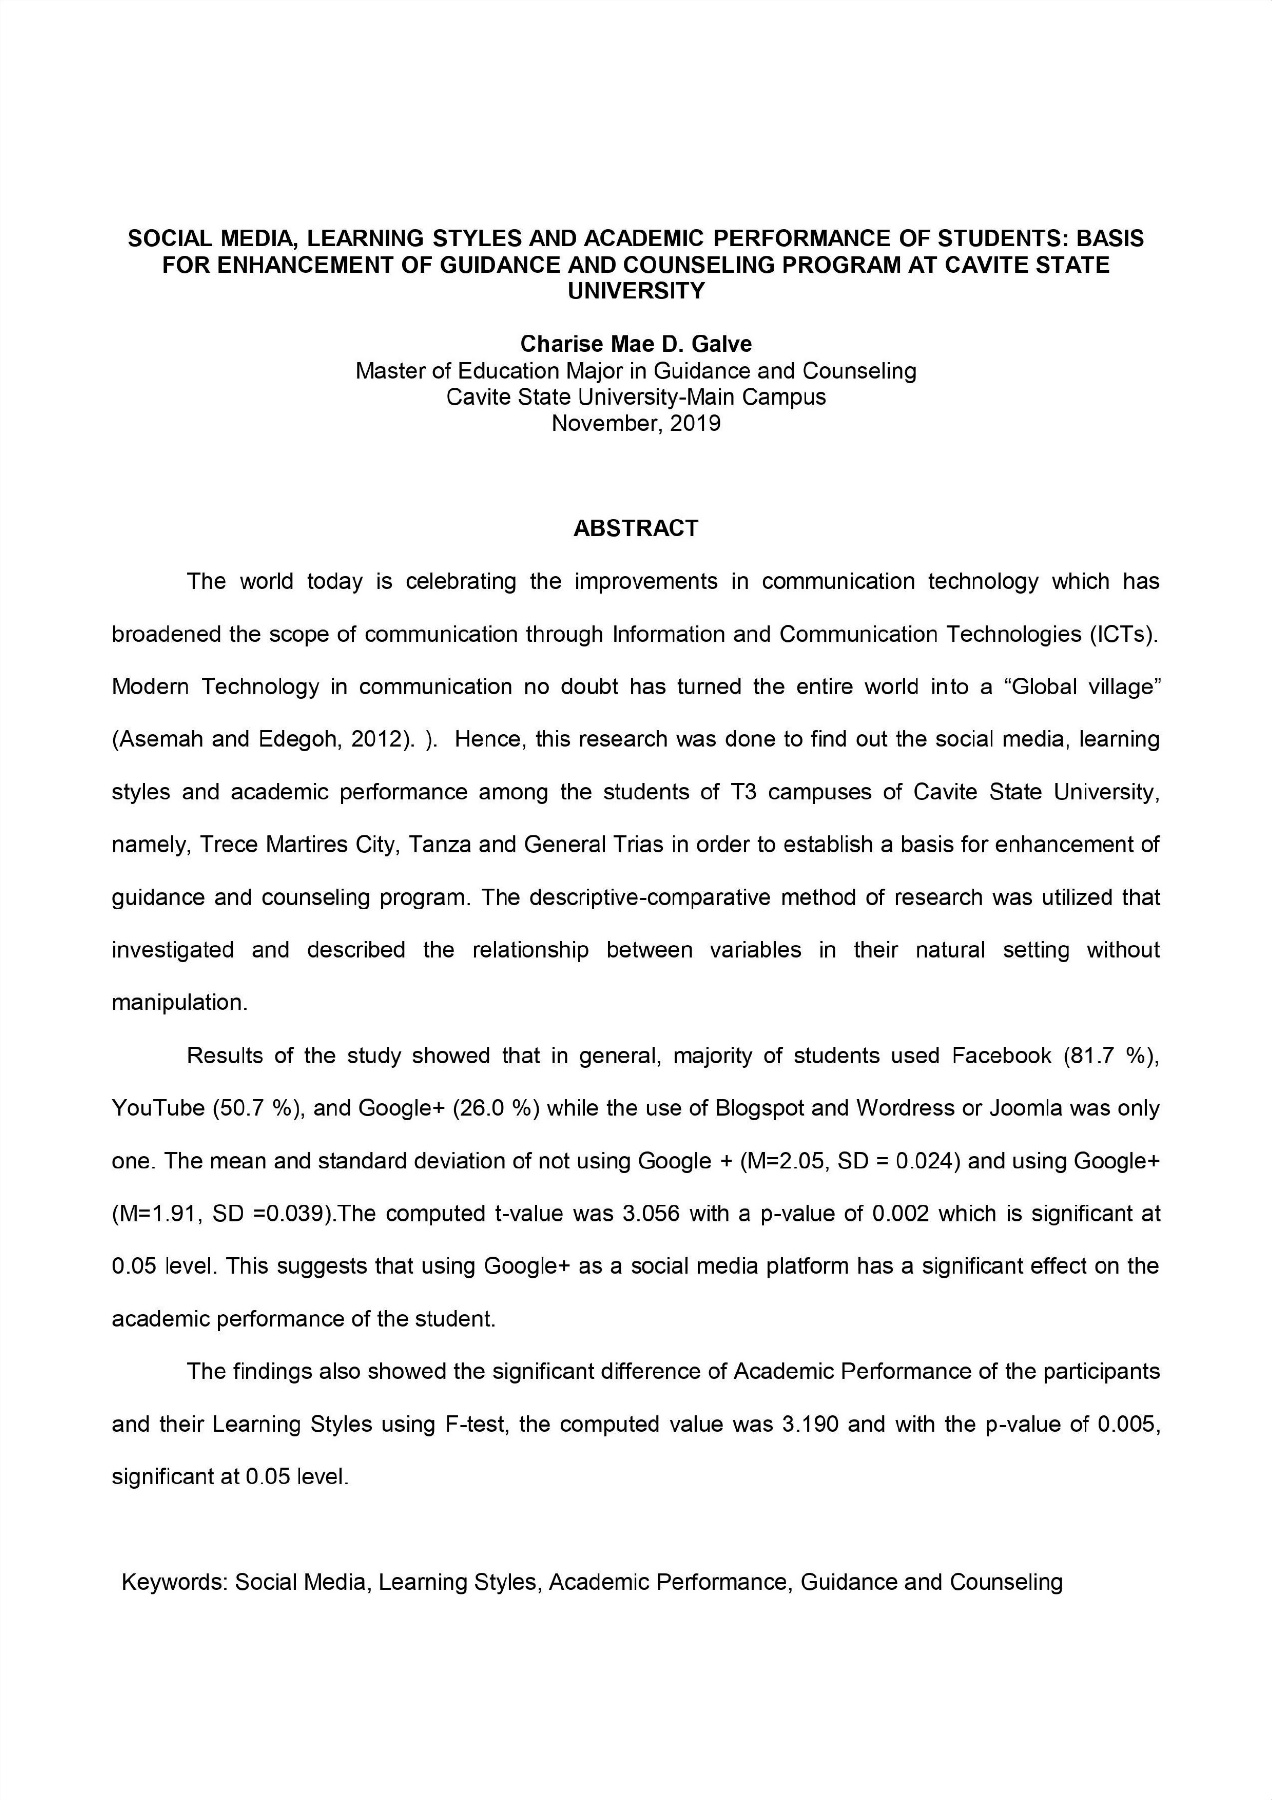 SOCIAL MEDIA, LEARNING STYLES AND ACADEMIC PERFORMANCE OF STUDENTS: BASIS
FOR ENHANCEMENT OF GUIDANCE AND COUNSELING PROGRAM AT CAVITE STATE
UNIVERSITY
Charise Mae D. Galve
Master of Education Major in Guidance and Counseling
Cavite State University-Main Campus
November, 2019
ABSTRACT
The world today is celebrating the improvements in communication technology which has
broadened the scope of communication through Information and Communication Technologies (ICTs).
Modern Technology in communication no doubt has turned the entire world into a “Global village”
(Asemah and Edegoh, 2012). ).  Hence, this research was done to find out the social media, learning
styles and academic performance among the students of T3 campuses of Cavite State University,
namely, Trece Martires City, Tanza and General Trias in order to establish a basis for enhancement of
guidance and counseling program. The descriptive-comparative method of research was utilized that
investigated and described the relationship between variables in their natural setting without
manipulation.
Results of the study showed that in general, majority of students used Facebook (81.7 %),
YouTube (50.7 %), and Google+ (26.0 %) while the use of Blogspot and Wordress or Joomla was only
one. The mean and standard deviation of not using Google + (M=2.05, SD = 0.024) and using Google+
(M=1.91, SD =0.039).The computed t-value was 3.056 with a p-value of 0.002 which is significant at
0.05 level. This suggests that using Google+ as a social media platform has a significant effect on the
academic performance of the student.
The findings also showed the significant difference of Academic Performance of the participants
and their Learning Styles using F-test, the computed value was 3.190 and with the p-value of 0.005,
significant at 0.05 level.
Keywords: Social Media, Learning Styles, Academic Performance, Guidance and Counseling